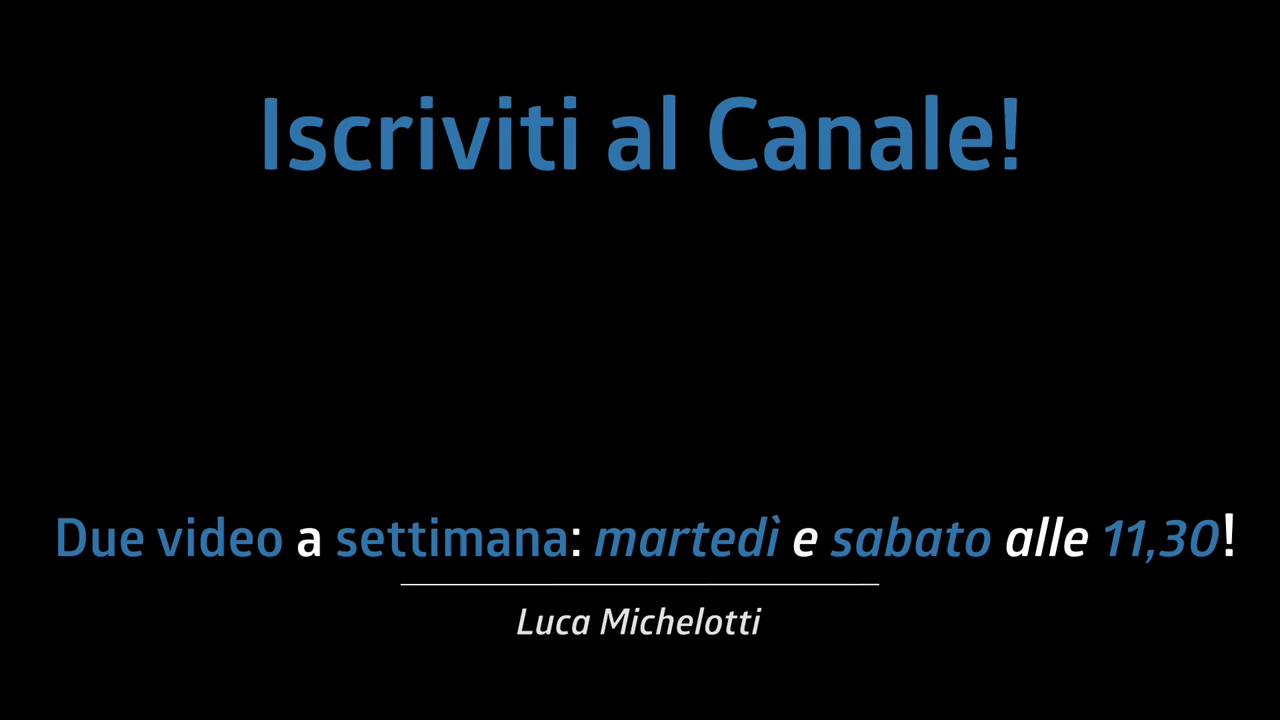 Iscriviti al Canale!
Due video a settimana: martedì e sabato alle 11,30!
Luca Michelotti